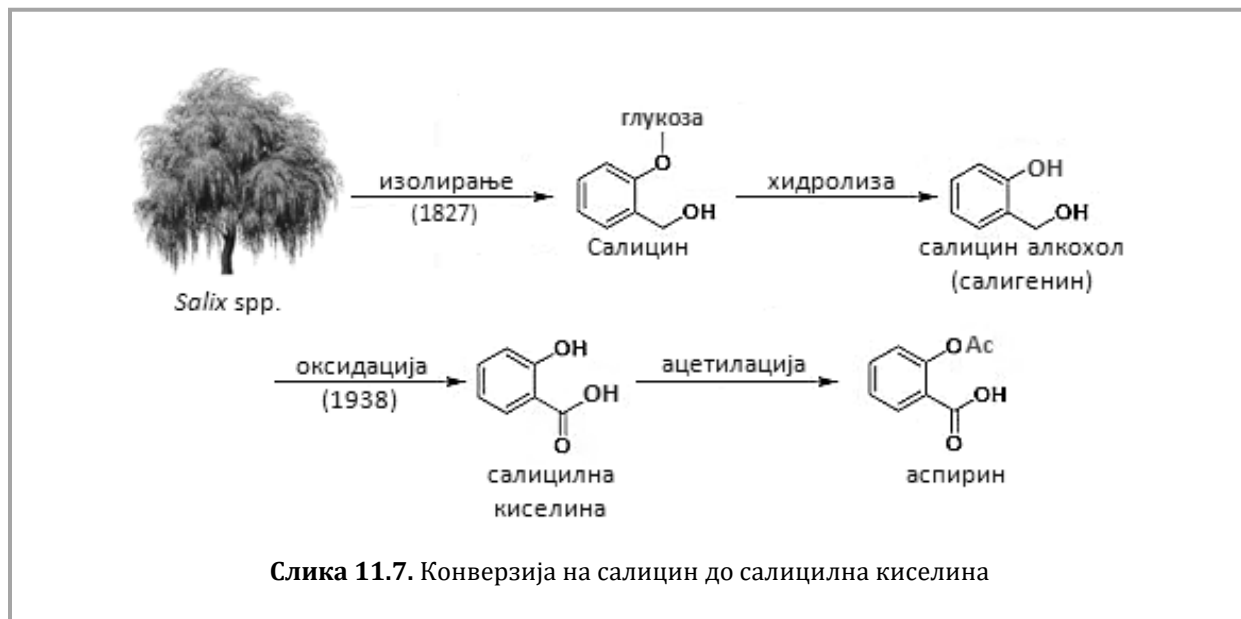 глукоза
O
OH
изолирање
(1827)
Салицин
хидролиза
OH
OH
салицин алкохол
(салигенин)
Salix spp.
оксидација
(1938)
OH
OH
O
салицилна
киселина
ацетилација
O Ac
OH
O
аспирин
Слика 11.7. Конверзија на салицин до салицилна киселина